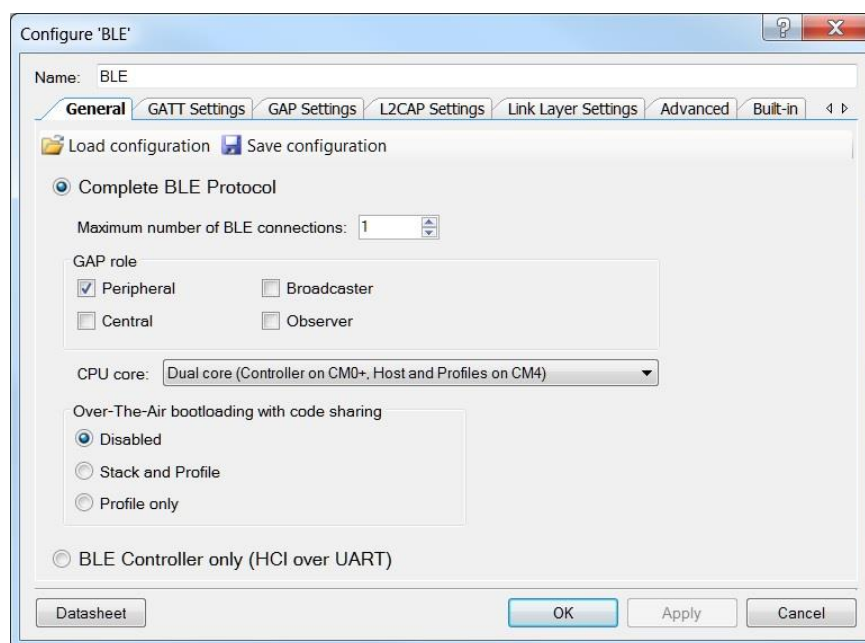 Configure 'BLE'
Name: BLE
General GATT Settings GAP Settings L2CAP Settings Link Layer Settings Advanced Built-in
Load configuration Save configuration
Complete BLE Protocol
Maximum number of BLE connections: 1
GAP role
Peripheral Broadcaster
Central Observer
CPU core: Dual core (Controller on CM0+, Host and Profiles on CM4)
Over-The-Air bootloading with code sharing
Disabled
Stack and Profile
Profile only
BLE Controller only (HCI over UART)
Datasheet OK Apply Cancel